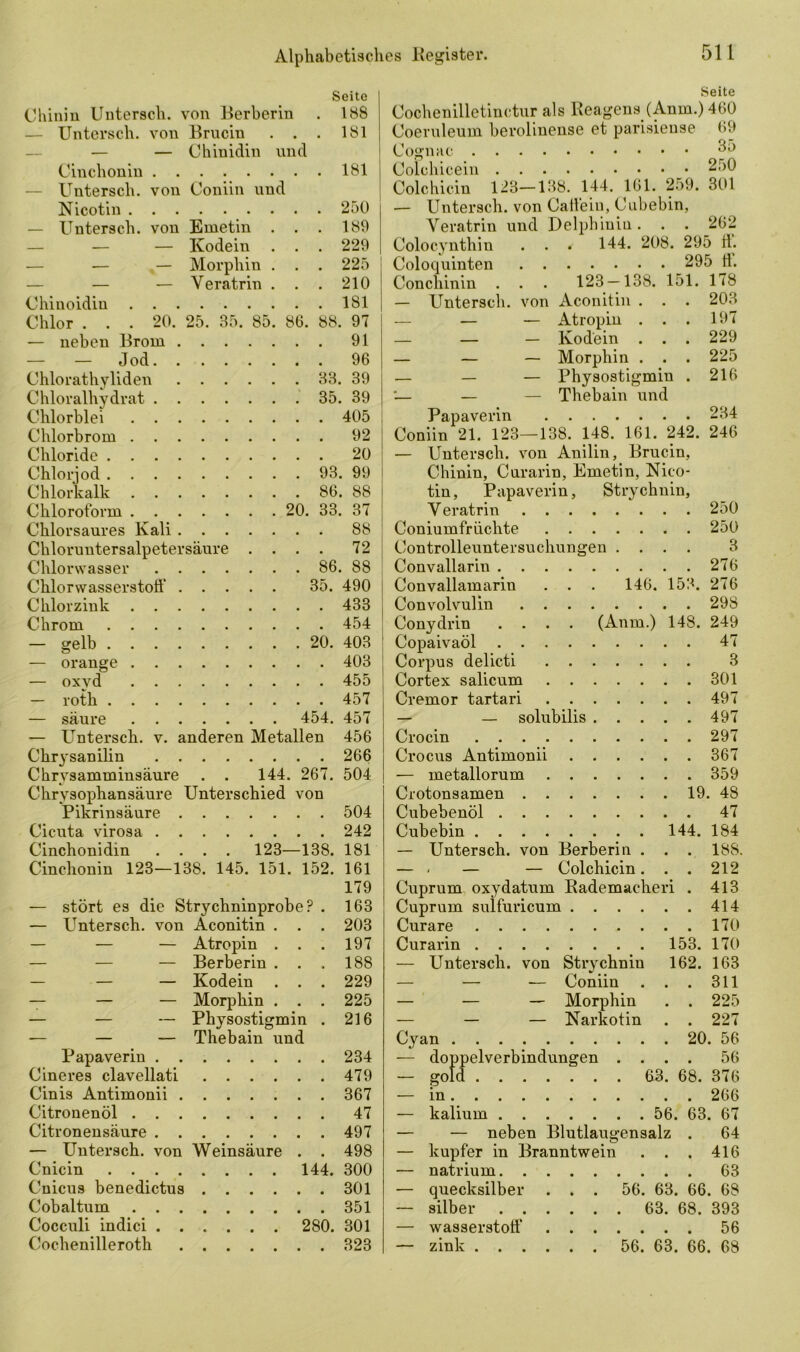 Alphabetisches Register. 511
Seite
Chinin Untersch. von Berberin . 188
— Untersch. von Brucin . . . 181
— — — Chinidin und
Cinchonin . . . . . . . . 181
— Untersch. von Coniin und
Nicotin . . . . . . . . . 250
— Untersch. von Emetin . . . 189
— — — Kodein . . . 229
— — — Morphin . . . 225
— — — Veratrin . . . 210
Chinoidin . . . . . . . . . 181
Chlor . . . 20. 25. 35. 85. 86. 88. 97
— neben Brom . . . . . . . 91
— — Jod. . . . . . . . . 96
Chlorathyliden . . . . . . 33. 39
Chloralhydrat . . . . . . . 35. 39
Chlorblei . . . . . . . . . 405
Chlorbrom . . . . . . . . . 92
Chloride . . . . . . . . . . 20
Chlorjod . . . . . . . . . 93. 99
Chlorkalk . . . . . . . . 86. 88
Chloroform . . . . . . . 20. 33. 37
Chlorsaures Kali . . . . . . . 88
Chloruntersalpetersäure . . . . 72
Chlorwasser . . . . . . . 86. 88
Chlorwasserstoff . . . . . 35. 490
Chlorzink . . . . . . . . . 433
Chrom . . . . . . . . . . 454
— gelb . . . . . . . . . 20. 403
— orange . . . . . . . . . 403
— oxyd . . . . . . . . . 455
— roth . . . . . . . . . . 457
— säure . . . . . . . 454. 457
— Untersch. v. anderen Metallen 456
Chrysanilin . . . . . . . . 266
Chrysamminsäure . . 144. 267. 504
Chrysophansäure Unterschied von
Pikrinsäure . . . . . . . 504
Cicuta virosa . . . . . . . . 242
Cinchonidin . . . . 123—138. 181
Cinchonin 123—138. 145. 151. 152. 161
179
— stört es die Strychninprobe? . 163
— Untersch. von Aconitin . . . 203
— — — Atropin . . . 197
— — — Berberin . . . 188
— — — Kodein . . . 229
— — — Morphin . . . 225
— — — Physostigmin . 216
— — — Thebain und
Papaverin . . . . . . . . 234
Cineres clavellati . . . . . . 479
Cinis Antimonii . . . . . . . 367
Citronenöl . . . . . . . . . 47
Citronensäure . . . . . . . . 497
— Untersch. von Weinsäure . . 498
Cnicin . . . . . . . . 144. 300
Cnicus benedictus . . . . . . 301
Cobaltum . . . . . . . . . 351
Cocculi indici . . . . . . 280. 301
Cochenilleroth . . . . . . . 323
Seite
Cochenilletinctur als Reagens (Anm.) 460
Coeruleum berolinense et parisiense 69
Cognac . . . . . . . . . . 35
Colchicein . . . . . . . . . 250
Colchicin 123—138. 144. 161. 259. 301
— Untersch. von Caffein, Cubebin,
Veratrin und Delphinin . . . 262
Colocynthin . . . 144. 208. 295 ff.
Coloquinten . . . . . . . 295 ff.
Conchinin . . . 123—138. 151. 178
— Untersch. von Aconitin . . . 203
— — — Atropin . . . 197
— — — Kodein . . . 229
— — — Morphin . . . 225
— — — Physostigmin . 216
— — — Thebain und
Papaverin . . . . . . . 234
Coniin 21. 123—138. 148. 161. 242. 246
— Untersch. von Anilin, Brucin,
Chinin, Curarin, Emetin, Nico-
tin, Papaverin, Strychnin,
Veratrin . . . . . . . . 250
Coniumfrüchte . . . . . . . 250
Controlleuntersuchungen . . . . 3
Convallarin . . . . . . . . . 276
Convallamarin . . . 146. 153. 276
Convolvulin . . . . . . . . 298
Conydrin . . . . (Anm.) 148. 249
Copaivaöl . . . . . . . . . 47
Corpus delicti . . . . . . . 3
Cortex salicum . . . . . . . 301
Cremor tartari . . . . . . . 497
— — solubilis . . . . . 497
Crocin . . . . . . . . . . 297
Crocus Antimonii . . . . . . 367
— metallorum . . . . . . . 359
Crotonsamen . . . . . . . 19. 48
Cubebenöl . . . . . . . . . 47
Cubebin . . . . . . . . 144. 184
— Untersch. von Berberin . . . 188.
— — — Colchicin . . . 212
Cuprum oxydatum Rademacheri . 413
Cuprum sulfuricum . . . . . . 414
Curare . . . . . . . . . . 170
Curarin . . . . . . . . 153. 170
— Untersch. von Strychnin 162. 163
— — — Coniin . . . 311
— — — Morphin . . 225
— — — Narkotin . . 227
Cyan . . . . . . . . . . 20. 56
— doppelverbindungen . . . . 56
— gold . . . . . . . 63. 68. 376
— in . . . . . . . . . . . 266
— kalium . . . . . . . 56. 63. 67
— — neben Blutlaugensalz . 64
— kupfer in Branntwein . . . 416
— natrium. . . . . . . . . 63
— quecksilber . . . 56. 63. 66. 68
— silber . . . . . . 63. 68. 393
— wasserstoff . . . . . . . 56
— zink . . . . . . 56. 63. 66. 68